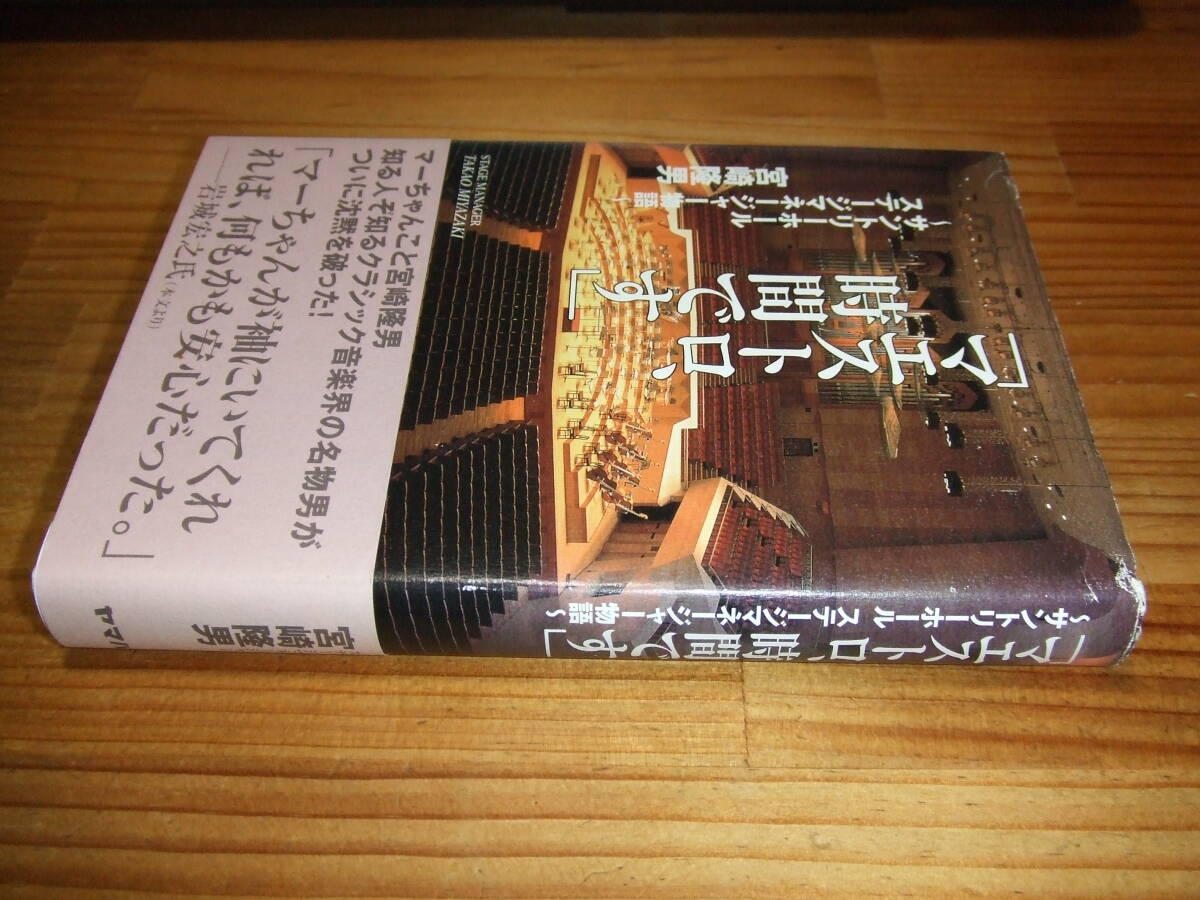 「マエストロ、
時間です」
～サントリーホール
ステージマネージャー物語～
宮崎隆男
STAGE MANAGER
TAKAO MIYAZAKI
マーちゃんこと宮崎隆男
知る人ぞ知るクラシック音楽界の名物男が
ついに沈黙を破った！
「マーちゃんが袖にいてくれ
れば、何もかも安心だった。」
──岩城宏之氏（本文より）
「マエストロ、時間です」
～サントリーホール ステージマネージャー物語～
宮崎隆男
ヤマハ